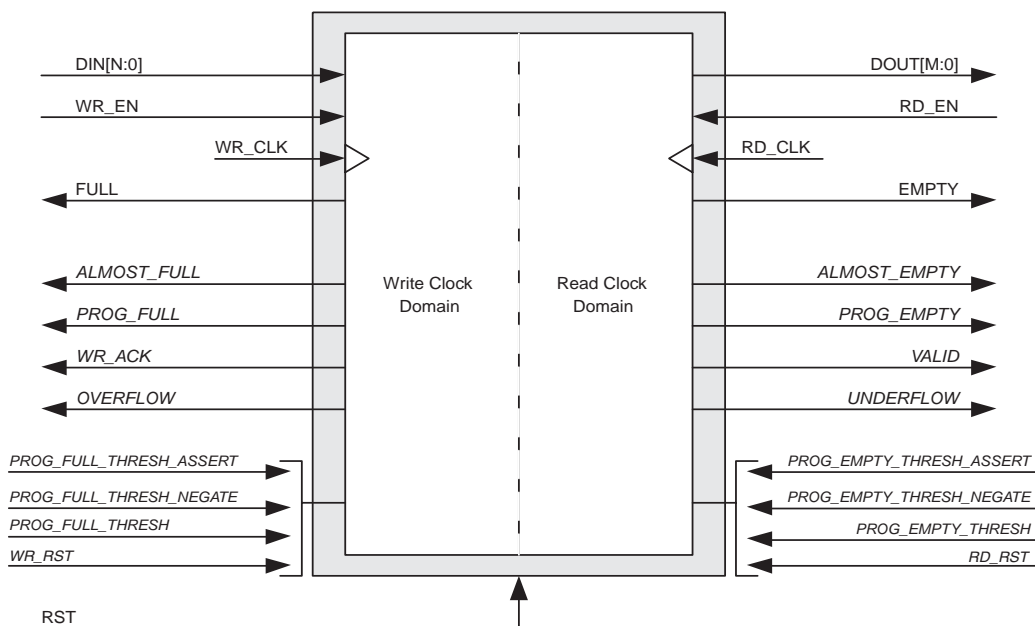 DIN[N:0]
DOUT[M:0]
WR_EN
RD_EN
WR_CLK
RD_CLK
FULL
EMPTY
ALMOST_FULL
Write Clock
Domain
Read Clock
Domain
ALMOST_EMPTY
PROG_FULL
PROG_EMPTY
WR_ACK
VALID
OVERFLOW
UNDERFLOW
PROG_FULL_THRESH_ASSERT
PROG_EMPTY_THRESH_ASSERT
PROG_FULL_THRESH_NEGATE
PROG_EMPTY_THRESH_NEGATE
PROG_FULL_THRESH
PROG_EMPTY_THRESH
WR_RST
RD_RST
RST